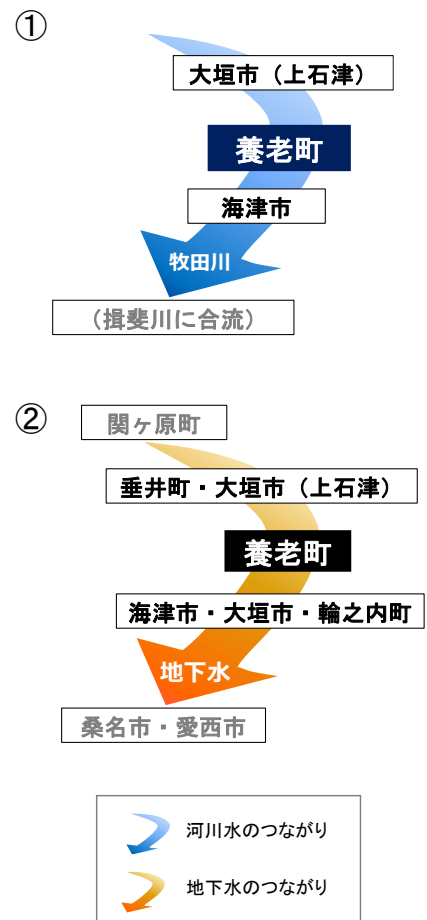 ①
大垣市（上石津）
養老町
海津市
牧田川
（揖斐川に合流）
②
関ヶ原町
垂井町・大垣市（上石津）
養老町
海津市・大垣市・輪之内町
地下水
桑名市・愛西市
河川水のつながり
地下水のつながり